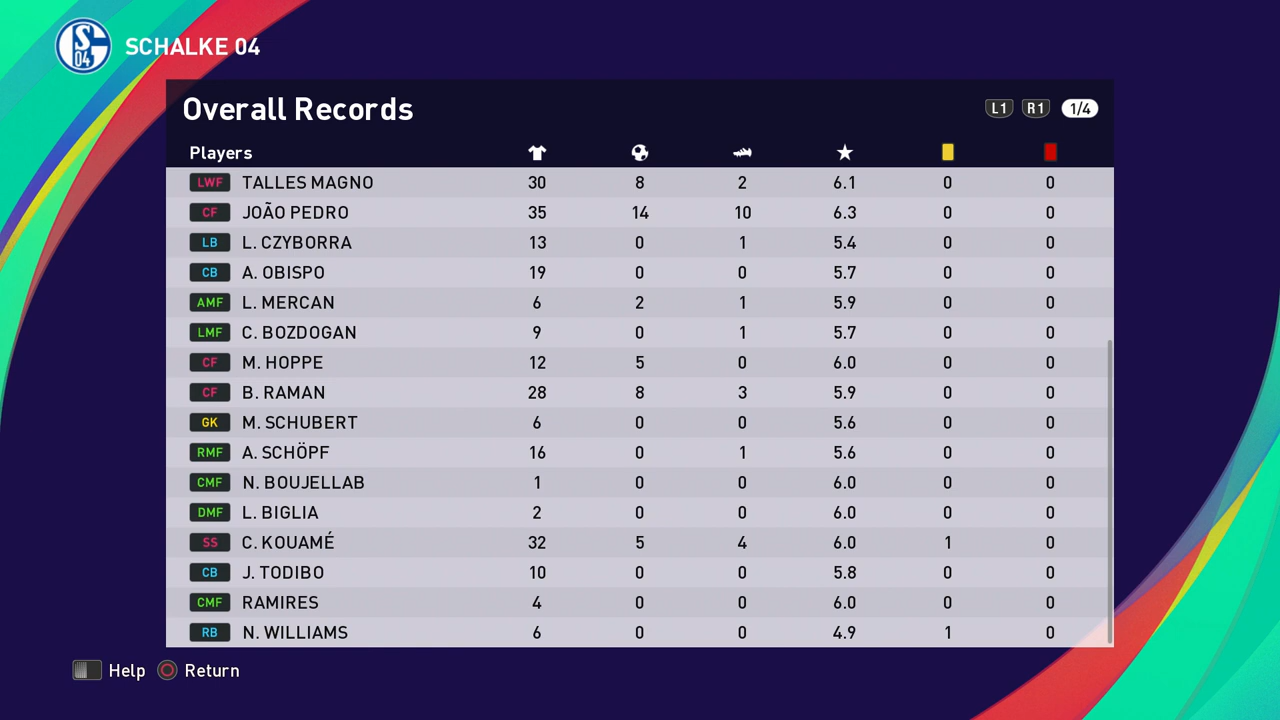 S 04 SCHALKE 04
Overall Records L1 R1 1/4
Players
LWF TALLES MAGNO 30 8 2 6.1 0 0
CF JOÃO PEDRO 35 14 10 6.3 0 0
LB L. CZYBORRA 13 0 1 5.4 0 0
CB A. OBISPO 19 0 0 5.7 0 0
AMF L. MERCAN 6 2 1 5.9 0 0
LMF C. BOZDOGAN 9 0 1 5.7 0 0
CF M. HOPPE 12 5 0 6.0 0 0
CF B. RAMAN 28 8 3 5.9 0 0
GK M. SCHUBERT 6 0 0 5.6 0 0
RMF A. SCHÖPF 16 0 1 5.6 0 0
CMF N. BOUJELLAB 1 0 0 6.0 0 0
DMF L. BIGLIA 2 0 0 6.0 0 0
SS C. KOUAMÉ 32 5 4 6.0 1 0
CB J. TODIBO 10 0 0 5.8 0 0
CMF RAMIRES 4 0 0 6.0 0 0
RB N. WILLIAMS 6 0 0 4.9 1 0
Help Return